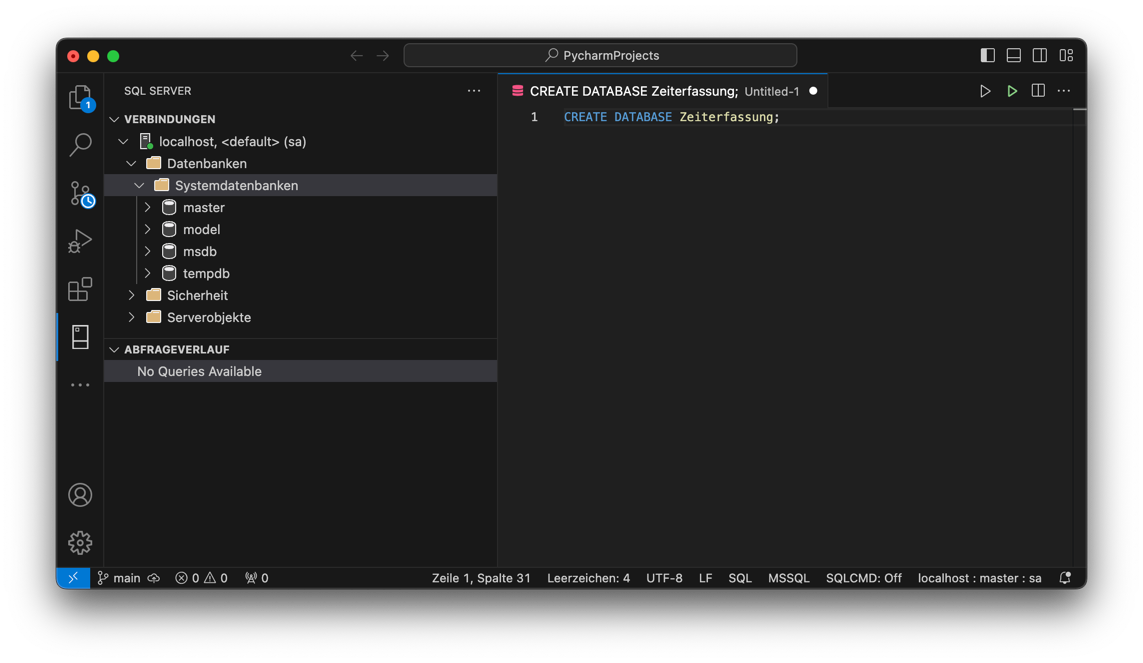 PycharmProjects
SQL SERVER
CREATE DATABASE Zeiterfassung; Untitled-1
1
VERBINDUNGEN
localhost, <default> (sa)
Datenbanken
Systemdatenbanken
master
model
msdb
tempdb
Sicherheit
Serverobjekte
ABFRAGEVERLAUF
No Queries Available
1 CREATE DATABASE Zeiterfassung;
main 0 0 0 Zeile 1, Spalte 31 Leerzeichen: 4 UTF-8 LF SQL MSSQL SQLCMD: Off localhost : master : sa